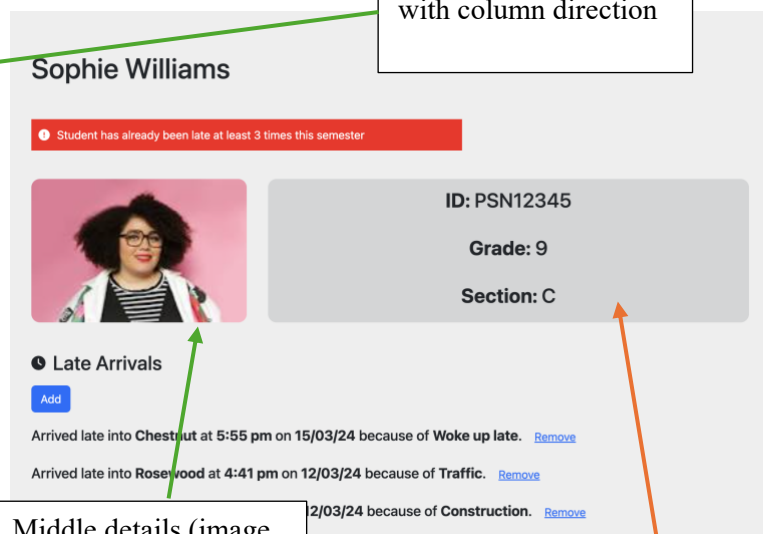 with column direction
Sophie Williams
Student has already been late at least 3 times this semester
ID: PSN12345
Grade: 9
Section: C
Late Arrivals
Add
Arrived late into Chestnut at 5:55 pm on 15/03/24 because of Woke up late. Remove
Arrived late into Rosewood at 4:41 pm on 12/03/24 because of Traffic. Remove
12/03/24 because of Construction. Remove
Middle details (image